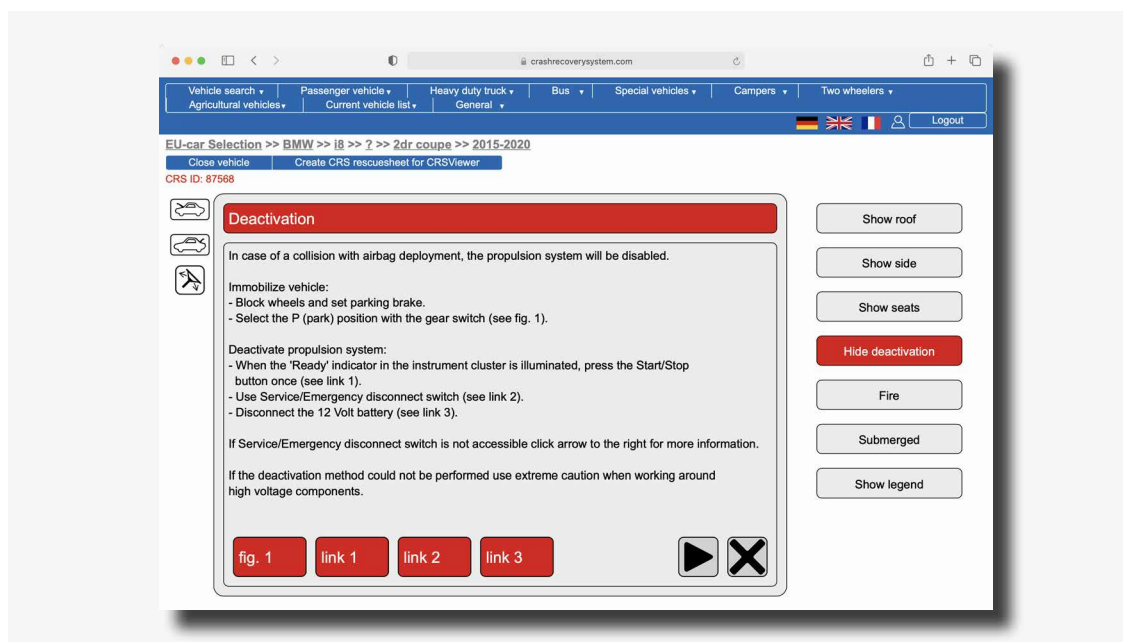 crashrecoverysystem.com
Vehicle search ▾ | Passenger vehicle ▾ | Heavy duty truck ▾ | Bus ▾ | Special vehicles ▾ | Campers ▾ | Two wheelers ▾
Agricultural vehicles▾ | Current vehicle list ▾ | General ▾
Logout
EU-car Selection >> BMW >> i8 >> ? >> 2dr coupe >> 2015-2020
Close vehicle | Create CRS rescuesheet for CRSViewer
CRS ID: 87568
Deactivation
In case of a collision with airbag deployment, the propulsion system will be disabled.
Immobilize vehicle:
- Block wheels and set parking brake.
- Select the P (park) position with the gear switch (see fig. 1).
Deactivate propulsion system:
- When the 'Ready' indicator in the instrument cluster is illuminated, press the Start/Stop
button once (see link 1).
- Use Service/Emergency disconnect switch (see link 2).
- Disconnect the 12 Volt battery (see link 3).
If Service/Emergency disconnect switch is not accessible click arrow to the right for more information.
If the deactivation method could not be performed use extreme caution when working around
high voltage components.
fig. 1
link 1
link 2
link 3
Show roof
Show side
Show seats
Hide deactivation
Fire
Submerged
Show legend